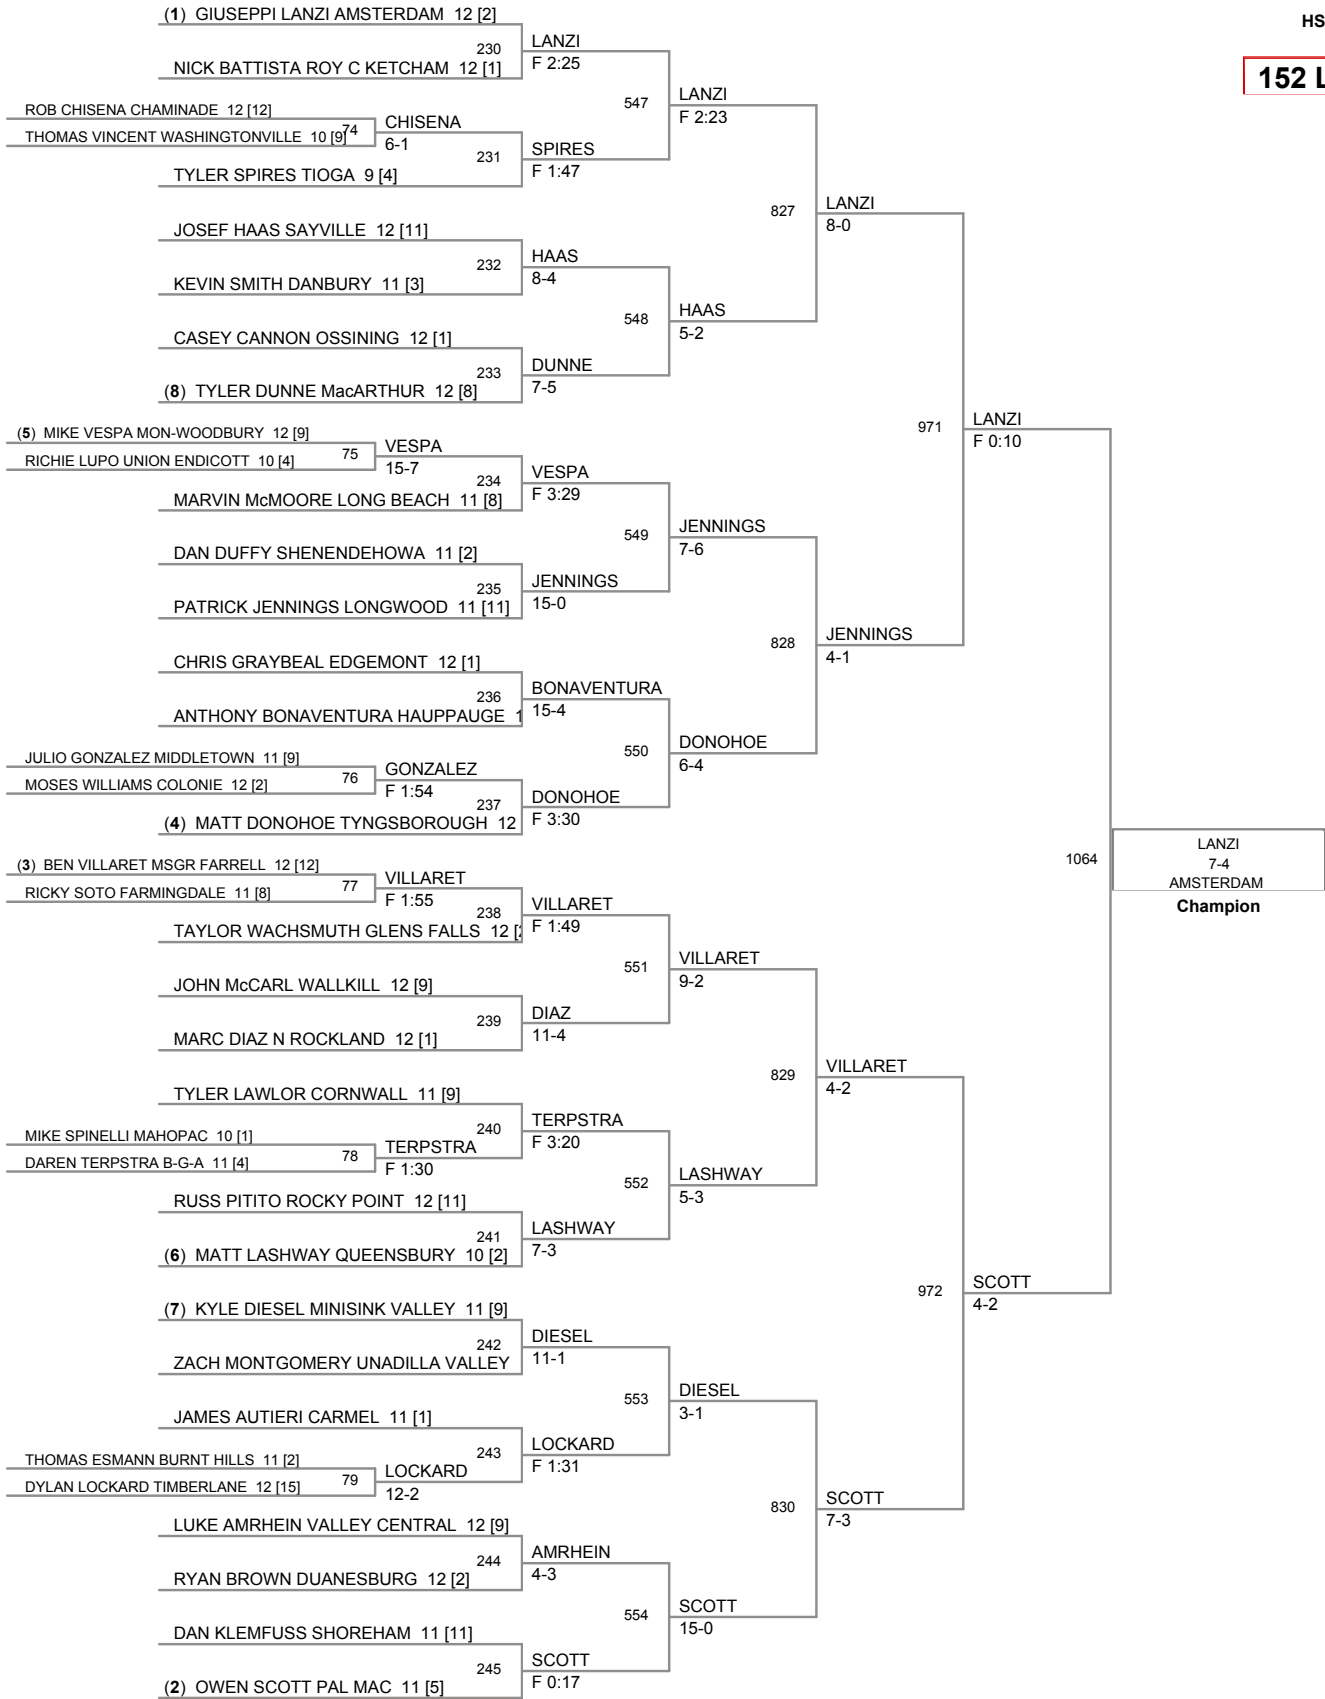 HS
152 L
(1) GIUSEPPI LANZI AMSTERDAM 12 [2]
230
LANZI
F 2:25
NICK BATTISTA ROY C KETCHAM 12 [1]
547
LANZI
F 2:23
ROB CHISENA CHAMINADE 12 [12]
74
CHISENA
6-1
THOMAS VINCENT WASHINGTONVILLE 10 [9]
231
SPIRES
F 1:47
TYLER SPIRES TIOGA 9 [4]
827
LANZI
8-0
JOSEF HAAS SAYVILLE 12 [11]
232
HAAS
8-4
KEVIN SMITH DANBURY 11 [3]
548
HAAS
5-2
CASEY CANNON OSSINING 12 [1]
233
DUNNE
7-5
(8) TYLER DUNNE MacARTHUR 12 [8]
971
LANZI
F 0:10
(5) MIKE VESPA MON-WOODBURY 12 [9]
75
VESPA
15-7
RICHIE LUPO UNION ENDICOTT 10 [4]
234
VESPA
F 3:29
MARVIN McMOORE LONG BEACH 11 [8]
549
JENNINGS
7-6
DAN DUFFY SHENENDEHOWA 11 [2]
235
JENNINGS
15-0
PATRICK JENNINGS LONGWOOD 11 [11]
828
JENNINGS
4-1
CHRIS GRAYBEAL EDGEMONT 12 [1]
236
BONAVENTURA
15-4
ANTHONY BONAVENTURA HAUPPAUGE 1
550
DONOHOE
6-4
JULIO GONZALEZ MIDDLETOWN 11 [9]
76
GONZALEZ
F 1:54
MOSES WILLIAMS COLONIE 12 [2]
237
DONOHOE
F 3:30
(4) MATT DONOHOE TYNGSBOROUGH 12
1064
LANZI
7-4
AMSTERDAM
Champion
(3) BEN VILLARET MSGR FARRELL 12 [12]
77
VILLARET
F 1:55
RICKY SOTO FARMINGDALE 11 [8]
238
VILLARET
F 1:49
TAYLOR WACHSMUTH GLENS FALLS 12 [
551
VILLARET
9-2
JOHN McCARL WALLKILL 12 [9]
239
DIAZ
11-4
MARC DIAZ N ROCKLAND 12 [1]
829
VILLARET
4-2
TYLER LAWLOR CORNWALL 11 [9]
240
TERPSTRA
F 3:20
MIKE SPINELLI MAHOPAC 10 [1]
78
TERPSTRA
F 1:30
DAREN TERPSTRA B-G-A 11 [4]
552
LASHWAY
5-3
RUSS PITITO ROCKY POINT 12 [11]
241
LASHWAY
7-3
(6) MATT LASHWAY QUEENSBURY 10 [2]
972
SCOTT
4-2
(7) KYLE DIESEL MINISINK VALLEY 11 [9]
242
DIESEL
11-1
ZACH MONTGOMERY UNADILLA VALLEY
553
DIESEL
3-1
JAMES AUTIERI CARMEL 11 [1]
243
LOCKARD
F 1:31
THOMAS ESMANN BURNT HILLS 11 [2]
79
LOCKARD
12-2
DYLAN LOCKARD TIMBERLANE 12 [15]
830
SCOTT
7-3
LUKE AMRHEIN VALLEY CENTRAL 12 [9]
244
AMRHEIN
4-3
RYAN BROWN DUANESBURG 12 [2]
554
SCOTT
15-0
DAN KLEMFUSS SHOREHAM 11 [11]
245
SCOTT
F 0:17
(2) OWEN SCOTT PAL MAC 11 [5]